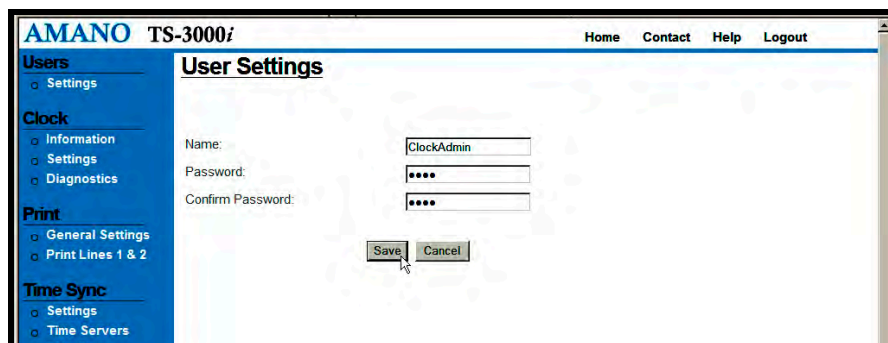 AMANO TS-3000i
Home Contact Help Logout
Users
Settings
Clock
Information
Settings
Diagnostics
Print
General Settings
Print Lines 1 & 2
Time Sync
Settings
Time Servers
User Settings
Name: ClockAdmin
Password: ••••
Confirm Password: ••••
Save Cancel